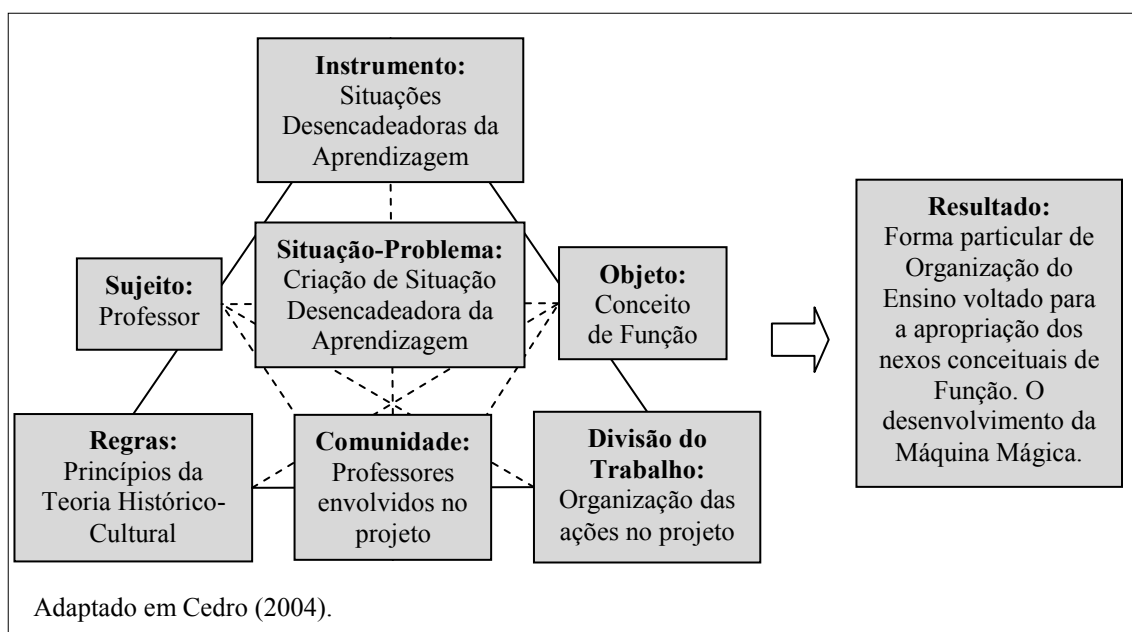 Instrumento:
Situações
Desencadeadoras da
Aprendizagem
Situação-Problema:
Criação de Situação
Desencadeadora da
Aprendizagem
Sujeito:
Professor
Objeto:
Conceito
de Função
Regras:
Princípios da
Teoria Histórico-
Cultural
Comunidade:
Professores
envolvidos no
projeto
Divisão do
Trabalho:
Organização das
ações no projeto
Resultado:
Forma particular de
Organização do
Ensino voltado para
a apropriação dos
nexos conceituais de
Função. O
desenvolvimento da
Máquina Mágica.
Adaptado em Cedro (2004).